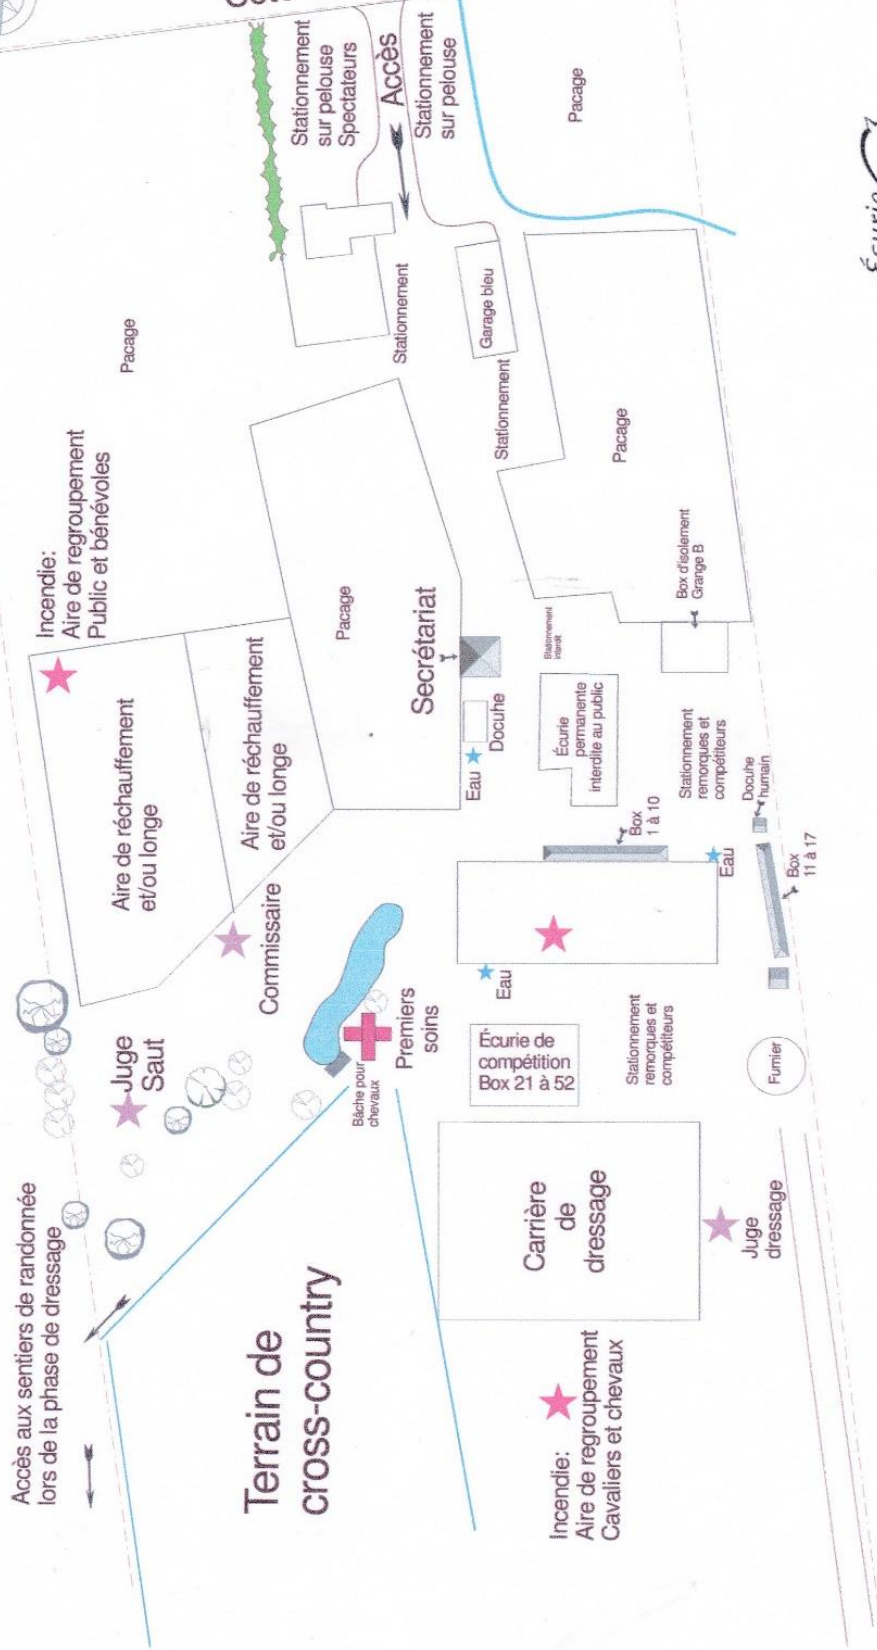 Accès aux sentiers de randonnée
lors de la phase de dressage
Juge
Saut
Incendie:
Aire de regroupement
Public et bénévoles
Pacage
Aire de réchauffement
et/ou longe
Aire de réchauffement
et/ou longe
Commissaire
Stationnement
sur pelouse
Spectateurs
Accès
Stationnement
sur pelouse
Terrain de
cross-country
Bâche pour
chevaux
Premiers
soins
Pacage
Stationnement
Secrétariat
Garage bleu
Stationnement
Pacage
Eau
Docuhe
Eau
Écurie de
compétition
Box 21 à 52
Carrière
de
dressage
Écurie
permanente
interdite au public
Stationnement
interdit
Pacage
Box
1 à 10
Stationnement
remorques et
compétiteurs
Stationnement
remorques et
compétiteurs
Box d'isolement
Grange B
Eau
Docuhe
humain
Box
11 à 17
Fumier
Juge
dressage
Incendie:
Aire de regroupement
Cavaliers et chevaux
Écurie